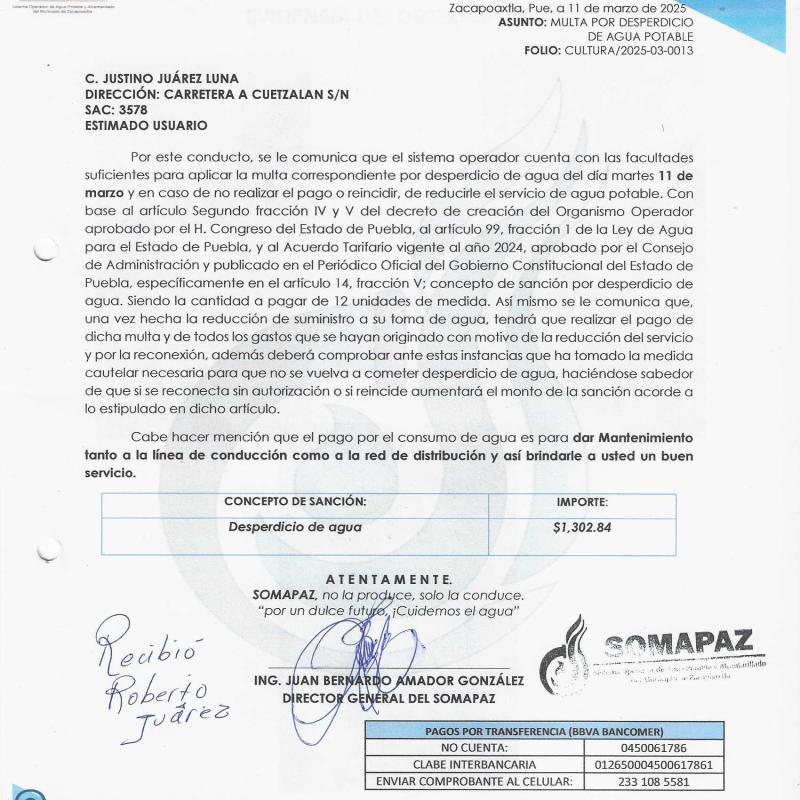 Sistema Operador de Agua Potable y Alcantarillado
del Municipio de Zacapoaxtla
Zacapoaxtla, Pue, a 11 de marzo de 2025
ASUNTO: MULTA POR DESPERDICIO
DE AGUA POTABLE
FOLIO: CULTURA/2025-03-0013
C. JUSTINO JUÁREZ LUNA
DIRECCIÓN: CARRETERA A CUETZALAN S/N
SAC: 3578
ESTIMADO USUARIO
Por este conducto, se le comunica que el sistema operador cuenta con las facultades
suficientes para aplicar la multa correspondiente por desperdicio de agua del día martes 11 de
marzo y en caso de no realizar el pago o reincidir, de reducirle el servicio de agua potable. Con
base al artículo Segundo fracción IV y V del decreto de creación del Organismo Operador
aprobado por el H. Congreso del Estado de Puebla, al artículo 99, fracción 1 de la Ley de Agua
para el Estado de Puebla, y al Acuerdo Tarifario vigente al año 2024, aprobado por el Consejo
de Administración y publicado en el Periódico Oficial del Gobierno Constitucional del Estado de
Puebla, específicamente en el artículo 14, fracción V; concepto de sanción por desperdicio de
agua. Siendo la cantidad a pagar de 12 unidades de medida. Así mismo se le comunica que,
una vez hecha la reducción de suministro a su toma de agua, tendrá que realizar el pago de
dicha multa y de todos los gastos que se hayan originado con motivo de la reducción del servicio
y por la reconexión, además deberá comprobar ante estas instancias que ha tomado la medida
cautelar necesaria para que no se vuelva a cometer desperdicio de agua, haciéndose sabedor
de que si se reconecta sin autorización o si reincide aumentará el monto de la sanción acorde a
lo estipulado en dicho artículo.
Cabe hacer mención que el pago por el consumo de agua es para dar Mantenimiento
tanto a la línea de conducción como a la red de distribución y así brindarle a usted un buen
servicio.
CONCEPTO DE SANCIÓN: IMPORTE:
Desperdicio de agua $1,302.84
ATENTAMENTE.
SOMAPAZ, no la produce, solo la conduce.
"por un dulce futuro, ¡Cuidemos el agua"
Recibió
Roberto
Juárez
SOMAPAZ
Sistema Operador de Agua Potable y Alcantarillado
del Municipio de Zacapoaxtla
ING. JUAN BERNARDO AMADOR GONZÁLEZ
DIRECTOR GENERAL DEL SOMAPAZ
PAGOS POR TRANSFERENCIA (BBVA BANCOMER)
NO CUENTA: 0450061786
CLABE INTERBANCARIA 012650004500617861
ENVIAR COMPROBANTE AL CELULAR: 233 108 5581